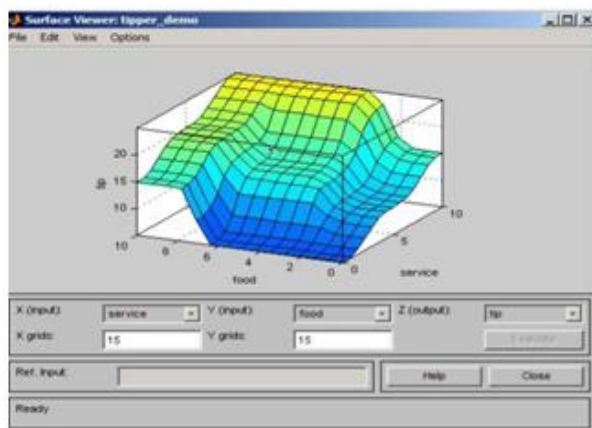 Surface Viewer: tipper_demo
File Edit View Options
20
15
10
tip
10 8 6 4 2 0
food
0 5 10
service
X (input): service Y (input): food Z (output): tip
X grids: 15 Y grids: 15 Evaluate
Ref. Input:
Help Close
Ready